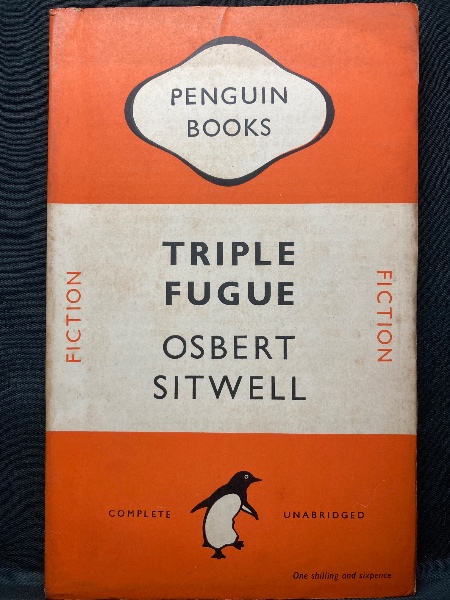 PENGUIN
BOOKS
TRIPLE
FUGUE
OSBERT
SITWELL
FICTION
FICTION
COMPLETE
UNABRIDGED
One shilling and sixpence